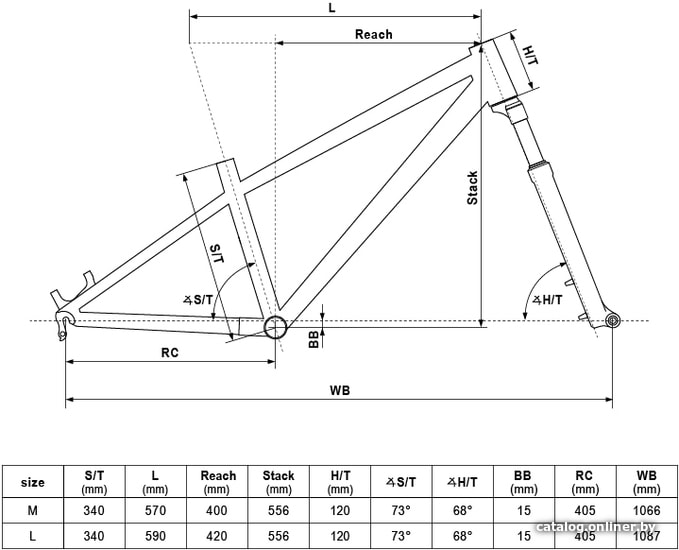 L
Reach
H/T
Stack
S/T
∡S/T
∡H/T
BB
RC
WB
size S/T (mm) L (mm) Reach (mm) Stack (mm) H/T (mm) ∡S/T ∡H/T BB (mm) RC (mm) WB (mm)
M 340 570 400 556 120 73° 68° 15 405 1066
L 340 590 420 556 120 73° 68° 15 405 1087
catalog.onliner.by